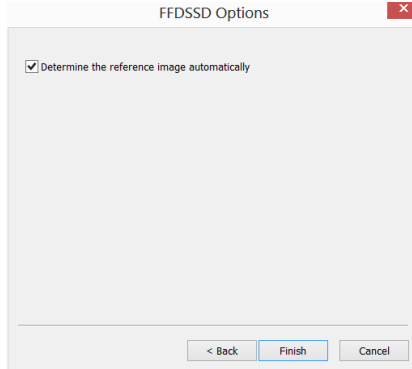 FFDSSD Options
Determine the reference image automatically
< Back Finish Cancel